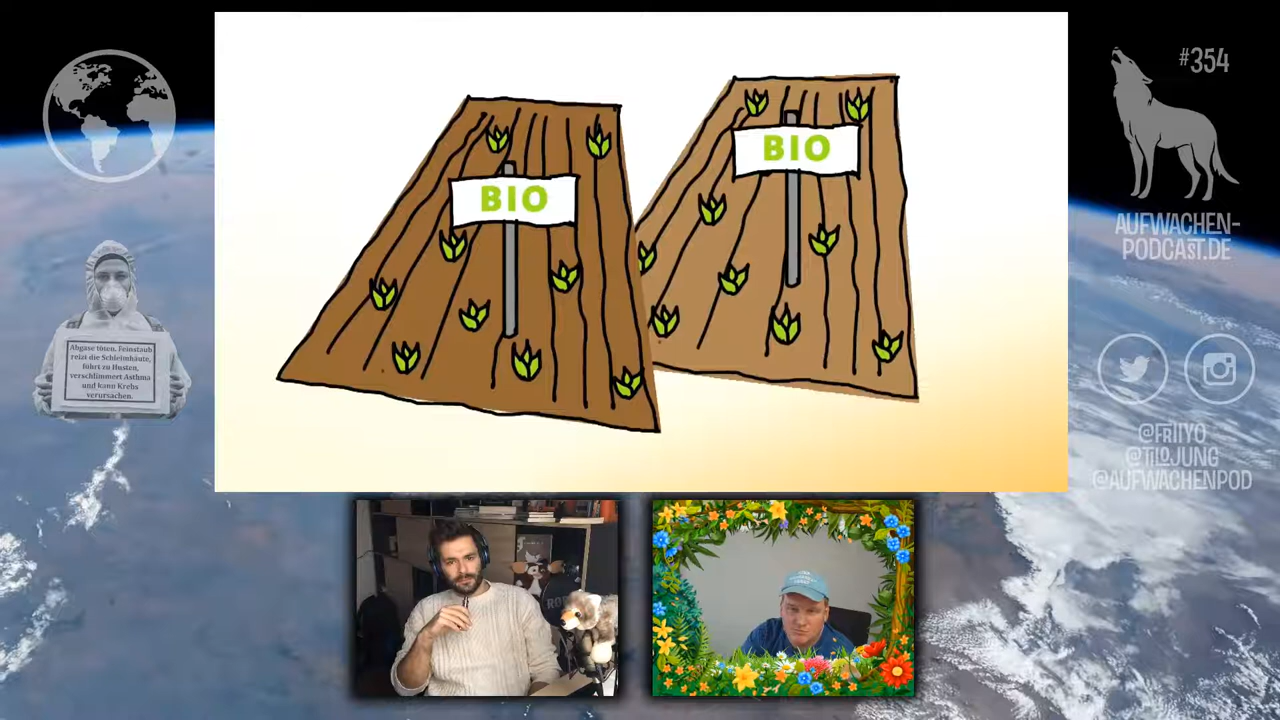 #354
BIO
BIO
AUFWACHEN-
PODCAST.DE
Abgase töten. Feinstaub
reizt die Schleimhäute,
führt zu Husten,
verschlimmert Asthma
und kann Krebs
verursachen.
@FRIIYO
@TILOJUNG
@AUFWACHENPOD